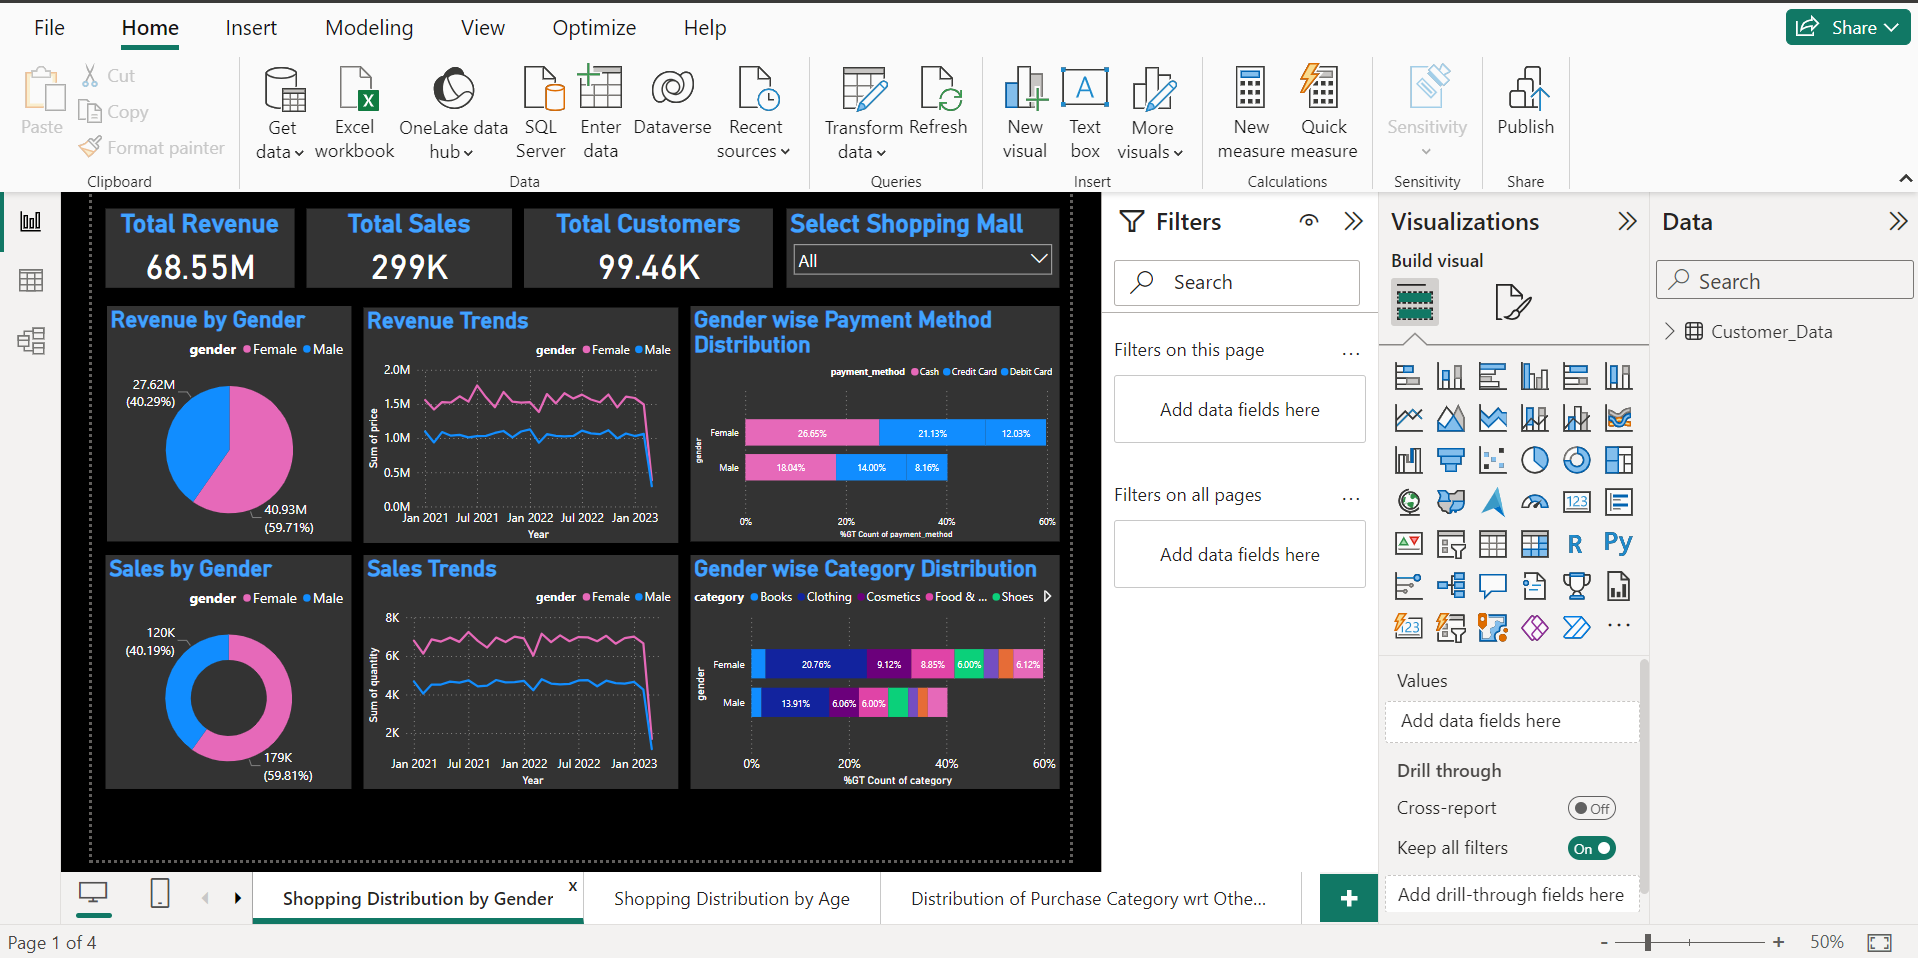 File
Home
Insert
Modeling
View
Optimize
Help
Share
Paste
Cut
Copy
Format painter
Clipboard
Get data
Excel workbook
OneLake data hub
SQL Server
Enter data
Dataverse
Recent sources
Data
Transform data
Refresh
Queries
New visual
A
Text box
More visuals
Insert
New measure
Quick measure
Calculations
Sensitivity
Sensitivity
Publish
Share
Total Revenue
68.55M
Total Sales
299K
Total Customers
99.46K
Select Shopping Mall
All
Revenue by Gender
gender Female Male
27.62M
(40.29%)
40.93M
(59.71%)
Revenue Trends
gender Female Male
2.0M
1.5M
1.0M
0.5M
0.0M
Sum of price
Jan 2021 Jul 2021 Jan 2022 Jul 2022 Jan 2023
Year
Gender wise Payment Method
Distribution
payment_method Cash Credit Card Debit Card
gender
Female 26.65% 21.13% 12.03%
Male 18.04% 14.00% 8.16%
0% 20% 40% 60%
%GT Count of payment_method
Sales by Gender
gender Female Male
120K
(40.19%)
179K
(59.81%)
Sales Trends
gender Female Male
8K
6K
4K
2K
Sum of quantity
Jan 2021 Jul 2021 Jan 2022 Jul 2022 Jan 2023
Year
Gender wise Category Distribution
category Books Clothing Cosmetics Food & ... Shoes
gender
Female 20.76% 9.12% 8.85% 6.00% 6.12%
Male 13.91% 6.06% 6.00%
0% 20% 40% 60%
%GT Count of category
Filters
Search
Filters on this page ...
Add data fields here
Filters on all pages ...
Add data fields here
Visualizations
Build visual
123
R
Py
123
...
Values
Add data fields here
Drill through
Cross-report Off
Keep all filters On
Add drill-through fields here
Data
Search
Customer_Data
Shopping Distribution by Gender x
Shopping Distribution by Age
Distribution of Purchase Category wrt Othe...
+
Page 1 of 4
- + 50%